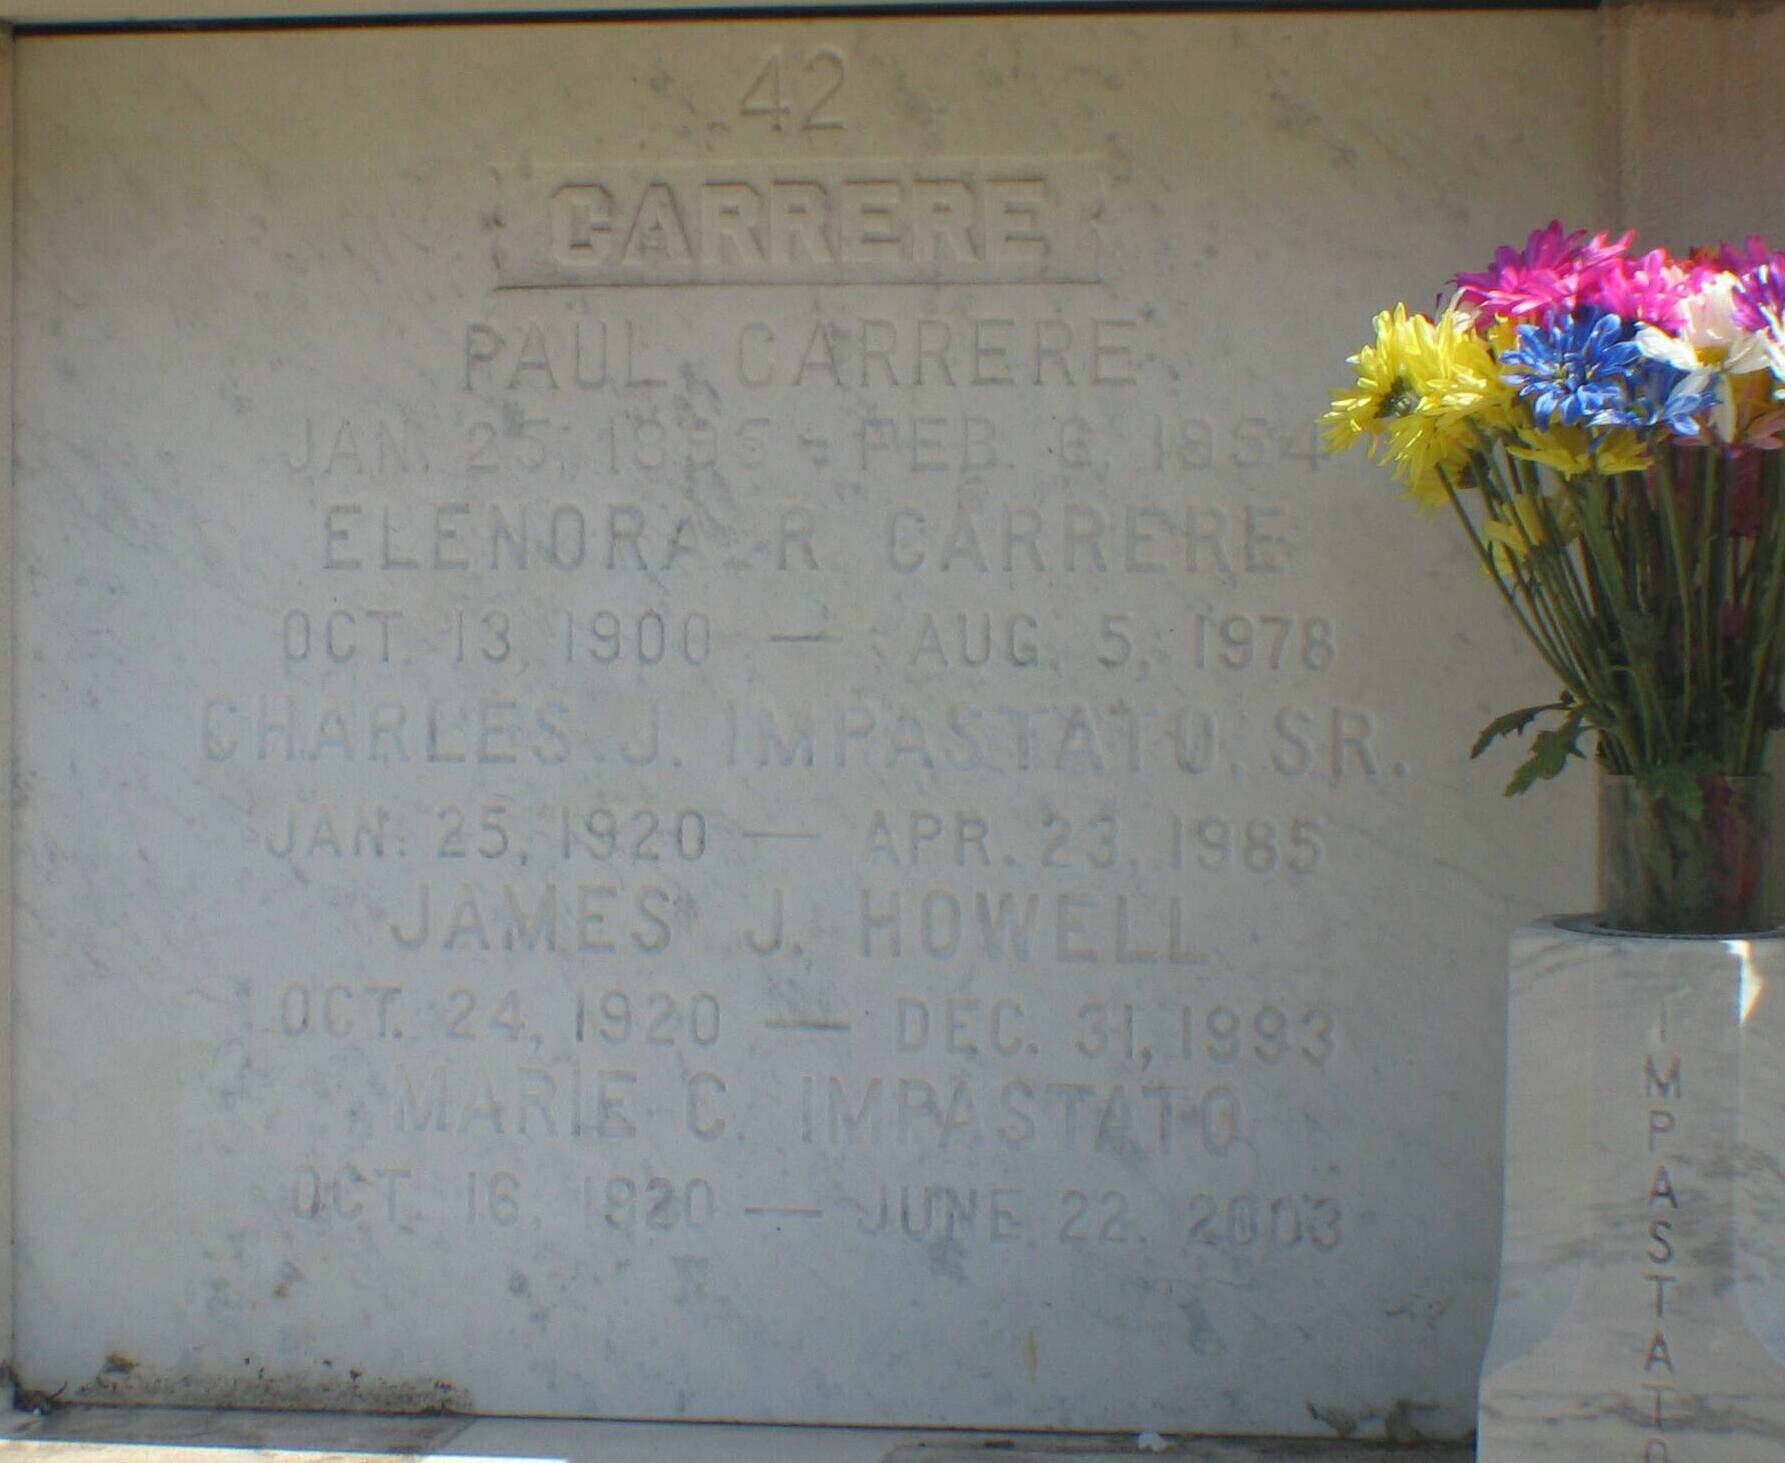 42
CARRERE
PAUL CARRERE
JAN. 25, - FEB. 6,
ELENORA R. CARRERE
OCT. 13, 1900 — AUG. 5, 1978
CHARLES J. IMPASTATO, SR.
JAN. 25, 1920 — APR. 23, 1985
JAMES J. HOWELL
OCT. 24, 1920 — DEC. 31, 1993
MARIE C. IMPASTATO
OCT. 16, 1920 — JUNE 22, 2003
IMPASTATO